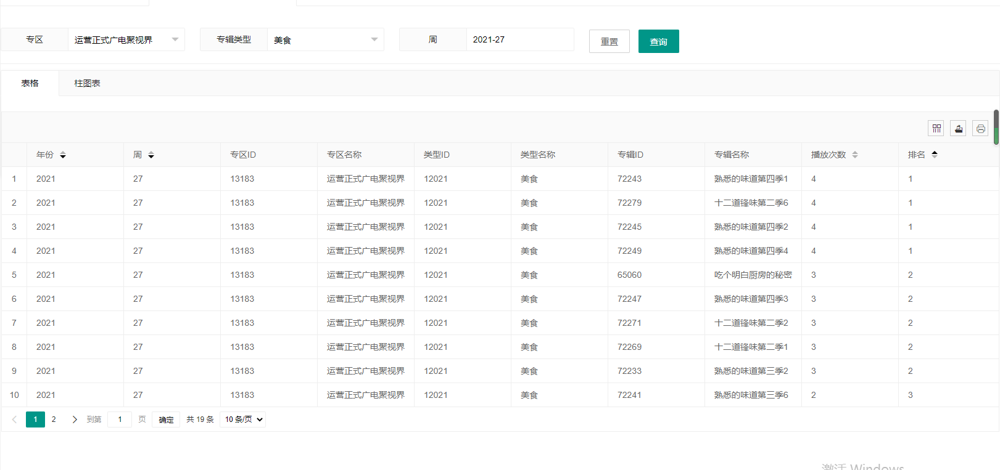 专区 运营正式广电聚视界 专辑类型 美食 周 2021-27 重置 查询
表格 柱图表
年份 周 专区ID 专区名称 类型ID 类型名称 专辑ID 专辑名称 播放次数 排名
1 2021 27 13183 运营正式广电聚视界 12021 美食 72243 熟悉的味道第四季1 4 1
2 2021 27 13183 运营正式广电聚视界 12021 美食 72279 十二道锋味第二季6 4 1
3 2021 27 13183 运营正式广电聚视界 12021 美食 72245 熟悉的味道第四季2 4 1
4 2021 27 13183 运营正式广电聚视界 12021 美食 72249 熟悉的味道第四季4 4 1
5 2021 27 13183 运营正式广电聚视界 12021 美食 65060 吃个明白厨房的秘密 3 2
6 2021 27 13183 运营正式广电聚视界 12021 美食 72247 熟悉的味道第四季3 3 2
7 2021 27 13183 运营正式广电聚视界 12021 美食 72271 十二道锋味第二季2 3 2
8 2021 27 13183 运营正式广电聚视界 12021 美食 72269 十二道锋味第二季1 3 2
9 2021 27 13183 运营正式广电聚视界 12021 美食 72233 熟悉的味道第三季2 3 2
10 2021 27 13183 运营正式广电聚视界 12021 美食 72241 熟悉的味道第三季6 2 3
1 2 到第 1 页 确定 共 19 条 10 条/页
激活 Windows